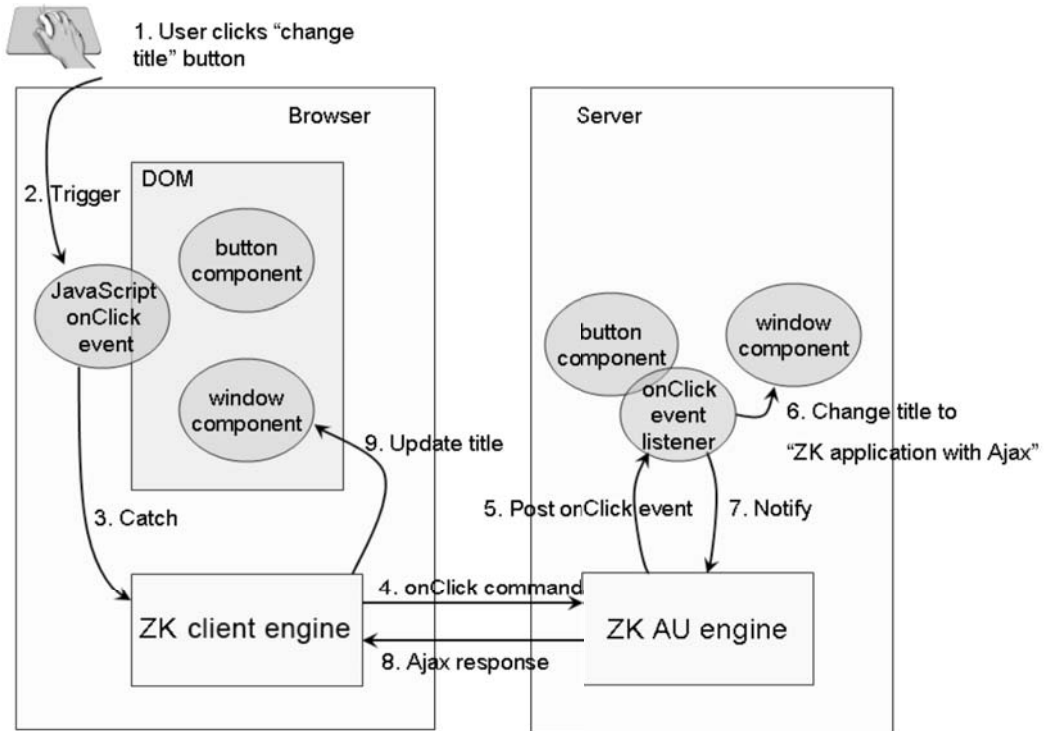 1. User clicks “change
title” button
Browser
Server
2. Trigger
DOM
button
component
JavaScript
onClick
event
window
component
button
component
window
component
onClick
event
listener
6. Change title to
“ZK application with Ajax”
9. Update title
3. Catch
5. Post onClick event
7. Notify
4. onClick command
ZK client engine
ZK AU engine
8. Ajax response